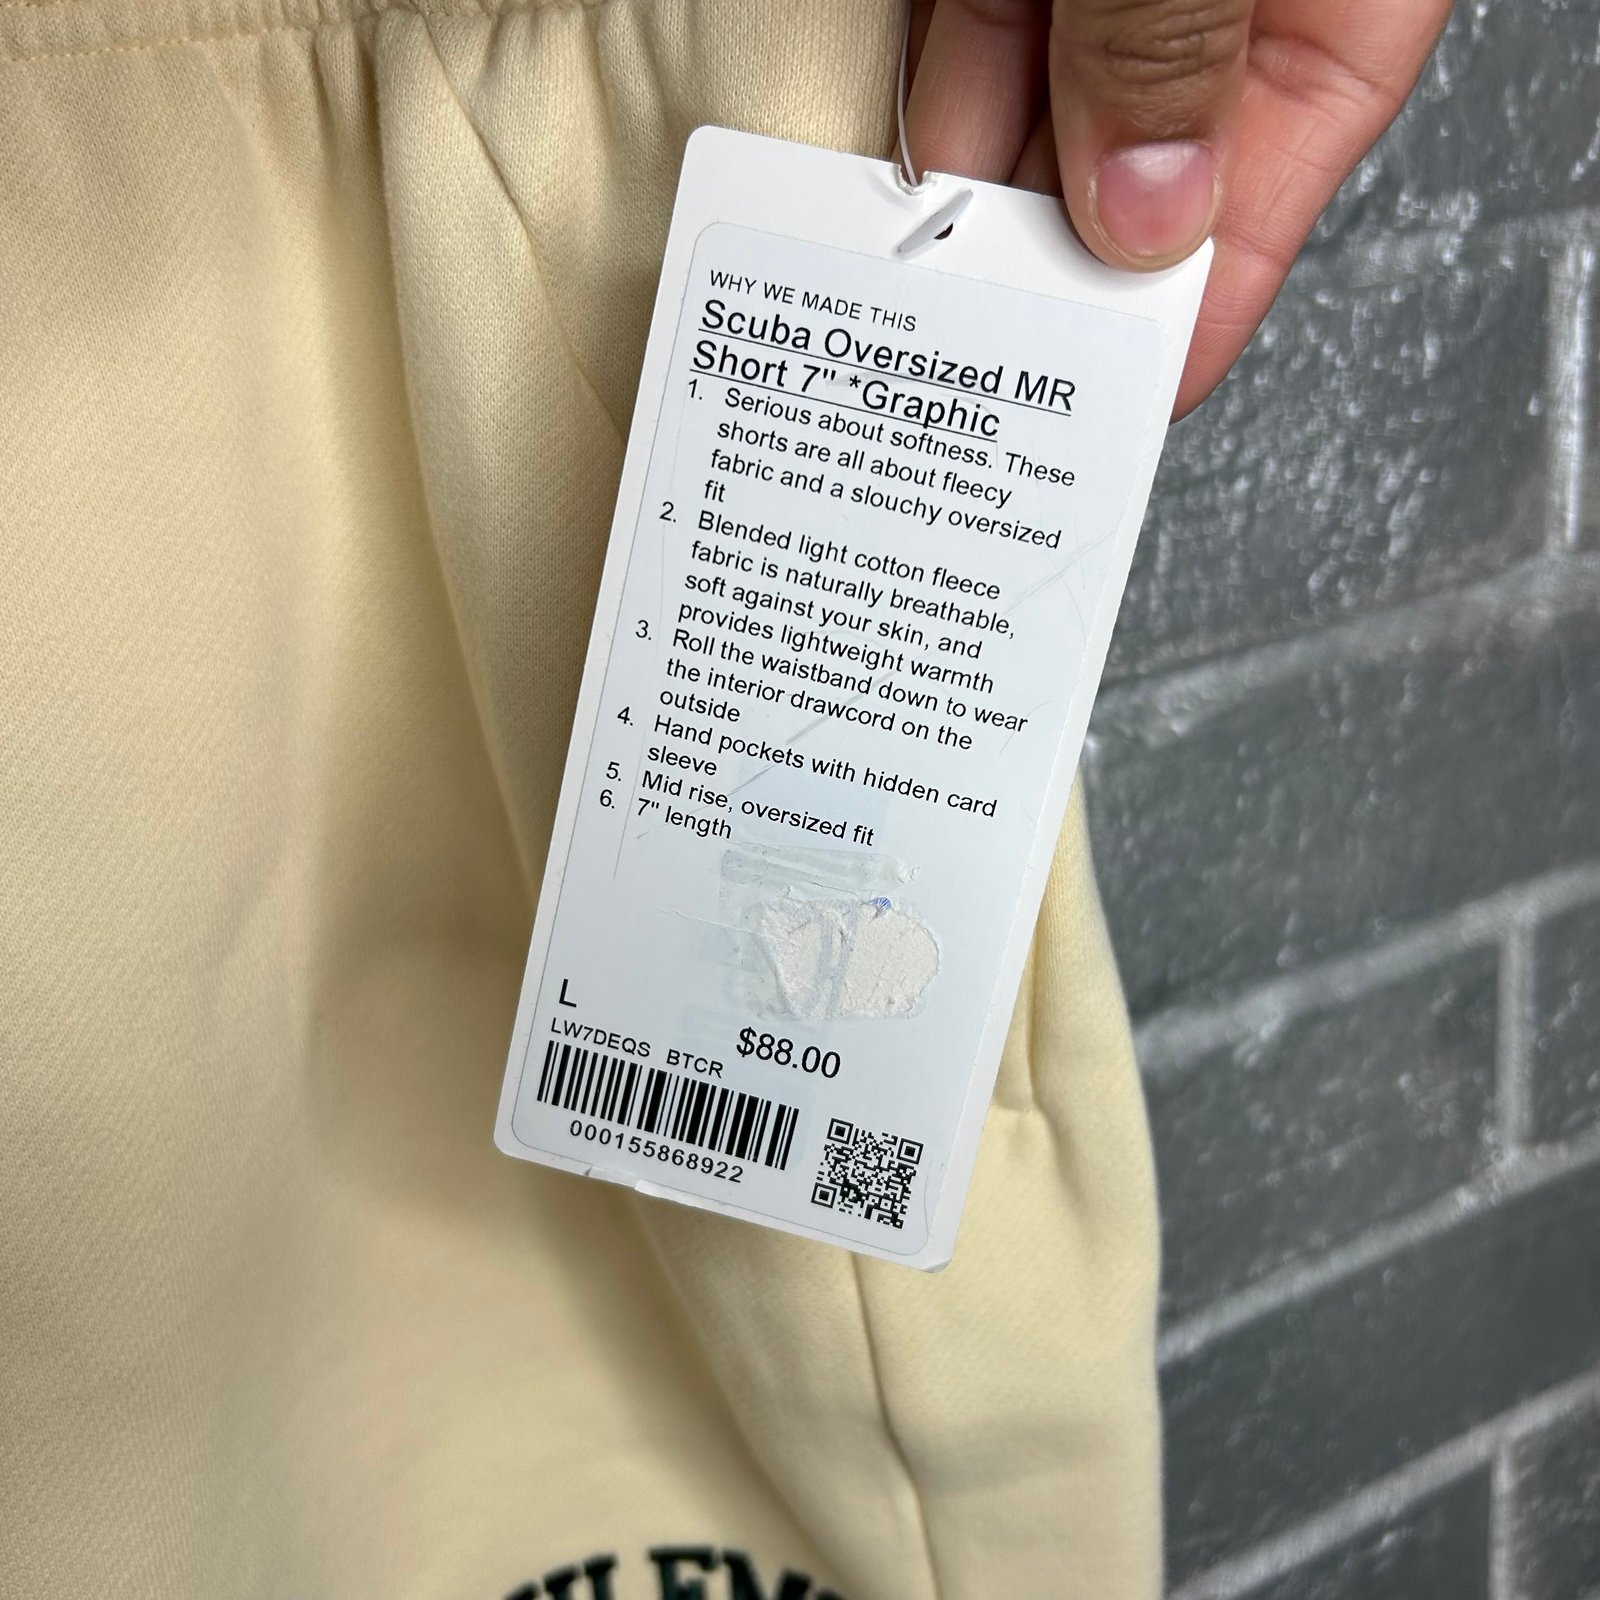 WHY WE MADE THIS
Scuba Oversized MR
Short 7" *Graphic
1. Serious about softness. These
shorts are all about fleecy
fabric and a slouchy oversized
fit
2. Blended light cotton fleece
fabric is naturally breathable,
soft against your skin, and
provides lightweight warmth
3. Roll the waistband down to wear
the interior drawcord on the
outside
4. Hand pockets with hidden card
sleeve
5. Mid rise, oversized fit
6. 7" length
L
LW7DEQS BTCR
$88.00
000155868922